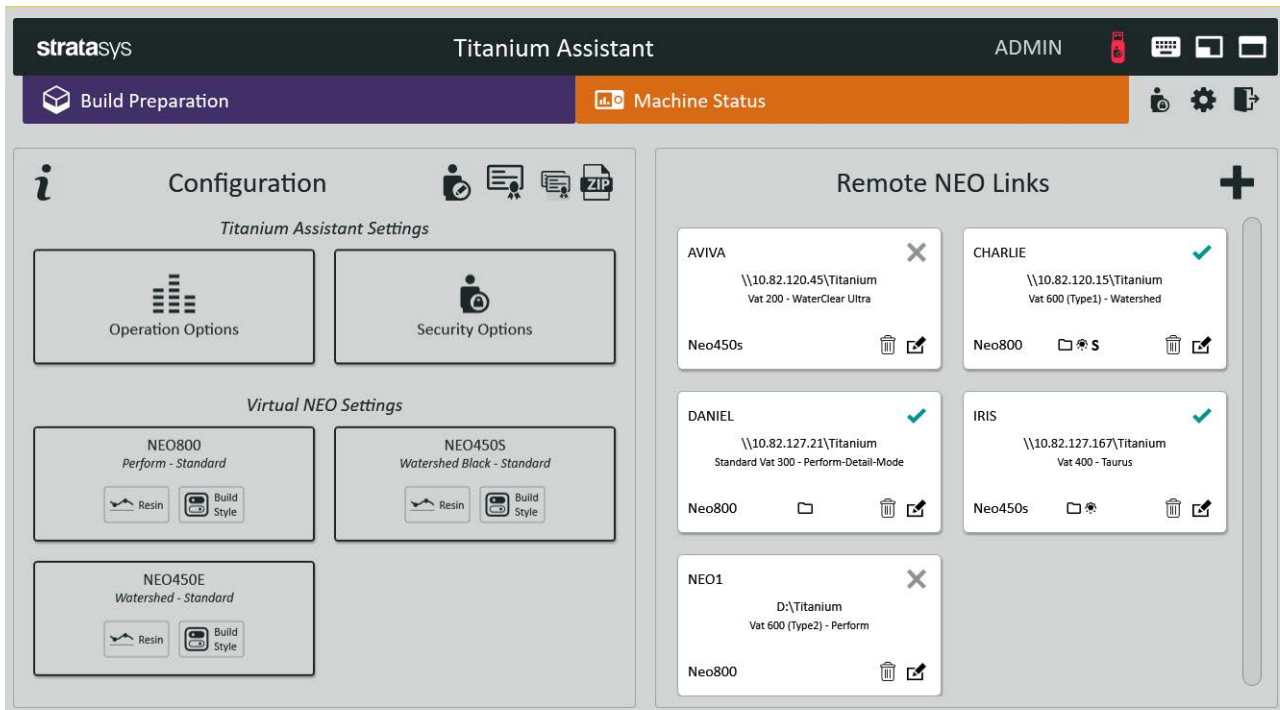 stratasys
Titanium Assistant
ADMIN
Build Preparation
Machine Status
i
Configuration
ZIP
Titanium Assistant Settings
Operation Options
Security Options
Virtual NEO Settings
NEO800
Perform - Standard
Resin
Build
Style
NEO450S
Watershed Black - Standard
Resin
Build
Style
NEO450E
Watershed - Standard
Resin
Build
Style
Remote NEO Links
AVIVA
\\10.82.120.45\Titanium
Vat 200 - WaterClear Ultra
Neo450s
CHARLIE
\\10.82.120.15\Titanium
Vat 600 (Type1) - Watershed
Neo800 S
DANIEL
\\10.82.127.21\Titanium
Standard Vat 300 - Perform-Detail-Mode
Neo800
IRIS
\\10.82.127.167\Titanium
Vat 400 - Taurus
Neo450s
NEO1
D:\Titanium
Vat 600 (Type2) - Perform
Neo800